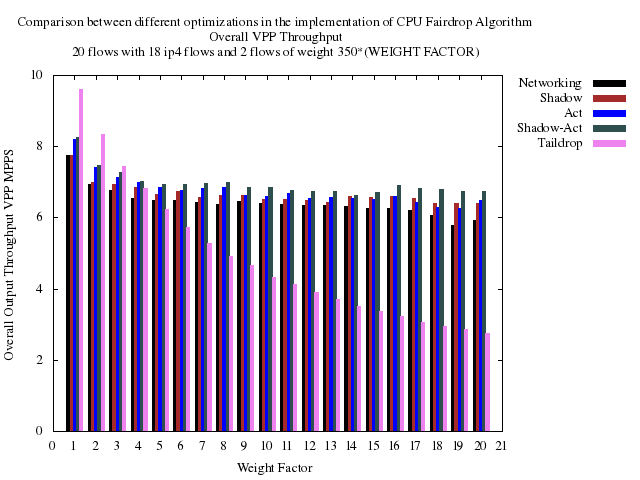 Comparison between different optimizations in the implementation of CPU Fairdrop Algorithm
Overall VPP Throughput
20 flows with 18 ip4 flows and 2 flows of weight 350*(WEIGHT FACTOR)
Networking
Shadow
Act
Shadow-Act
Taildrop
Overall Output Throughput VPP MPPS
10
8
6
4
2
0
0 1 2 3 4 5 6 7 8 9 10 11 12 13 14 15 16 17 18 19 20 21
Weight Factor